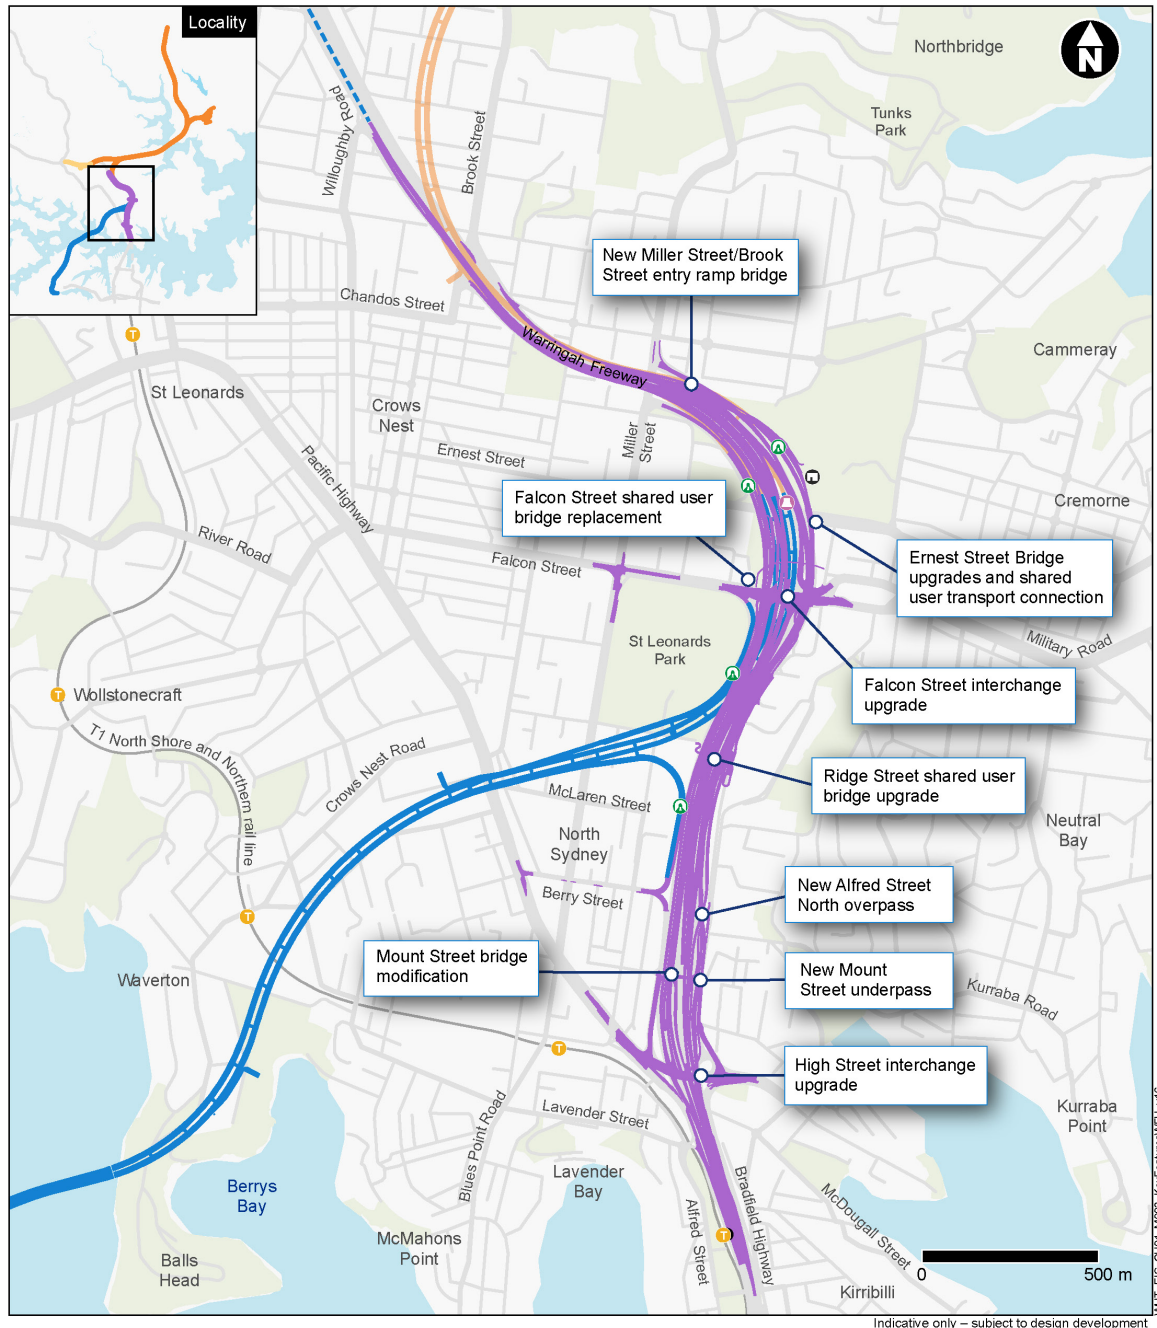 Locality
N
Northbridge
Tunks
Park
Willoughby Road
Brook Street
New Miller Street/Brook
Street entry ramp bridge
Chandos Street
Warringah Freeway
Cammeray
T
St Leonards
Crows
Nest
Miller
Street
Ernest Street
Pacific Highway
Cremorne
Falcon Street shared user
bridge replacement
River Road
Falcon Street
Ernest Street Bridge
upgrades and shared
user transport connection
Military Road
St Leonards
Park
Falcon Street interchange
upgrade
T
Wollstonecraft
T1 North Shore and Northern rail line
Crows Nest Road
Ridge Street shared user
bridge upgrade
McLaren Street
North
Sydney
Neutral
Bay
Berry Street
New Alfred Street
North overpass
T
Waverton
Mount Street bridge
modification
New Mount
Street underpass
Kurraba Road
T
High Street interchange
upgrade
Blues Point Road
Lavender Street
Kurraba
Point
Lavender
Bay
Berrys
Bay
Bradfield Highway
McDougall Street
Alfred Street
McMahons
Point
T
Balls
Head
Kirribilli
0
500 m
Indicative only – subject to design development